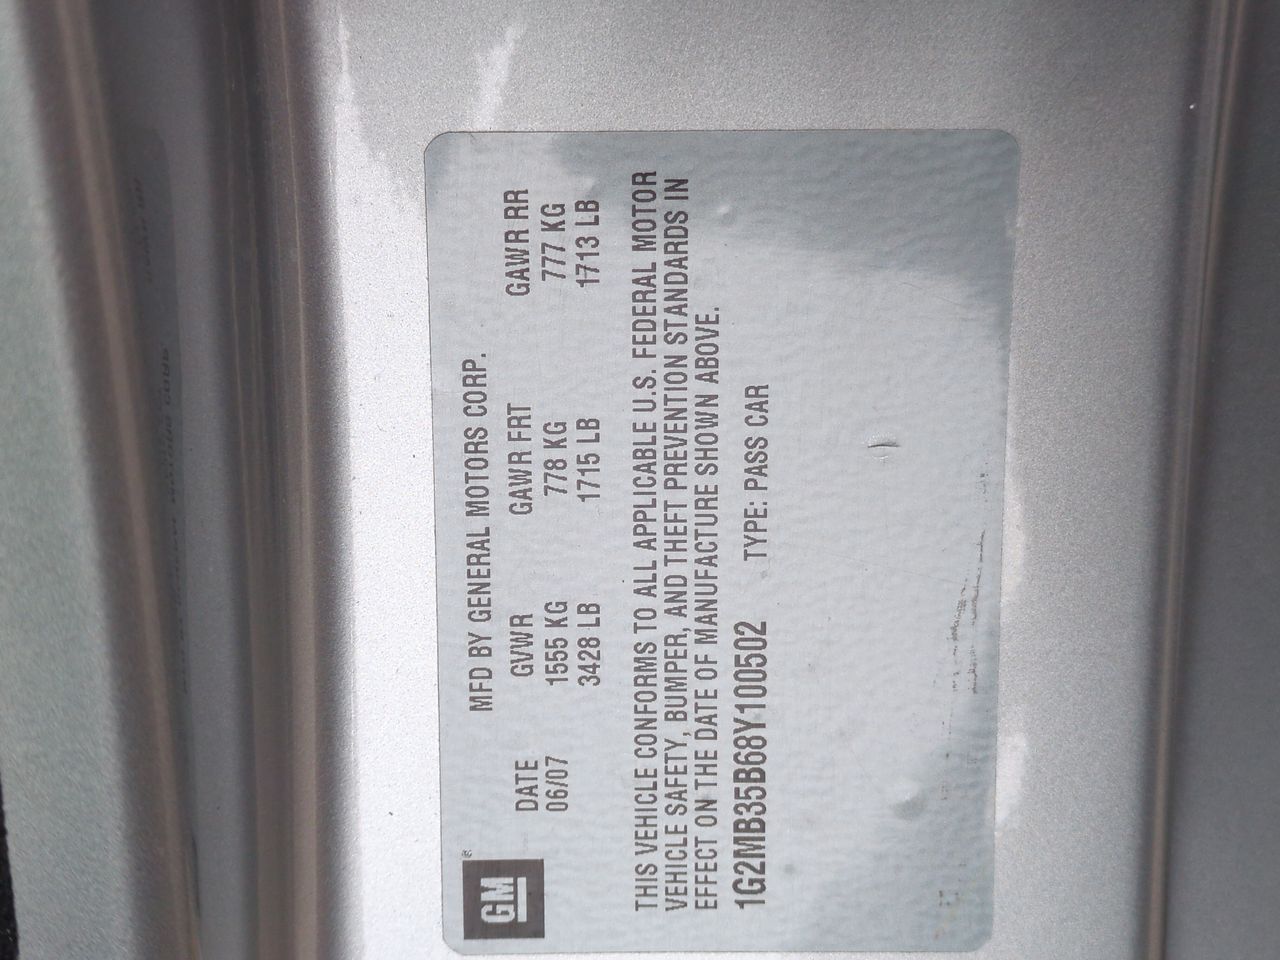 GM®
MFD BY GENERAL MOTORS CORP.
DATE GVWR GAWR FRT GAWR RR
06/07 1555 KG 778 KG 777 KG
3428 LB 1715 LB 1713 LB
THIS VEHICLE CONFORMS TO ALL APPLICABLE U.S. FEDERAL MOTOR
VEHICLE SAFETY, BUMPER, AND THEFT PREVENTION STANDARDS IN
EFFECT ON THE DATE OF MANUFACTURE SHOWN ABOVE.
1G2MB35B68Y100502 TYPE: PASS CAR